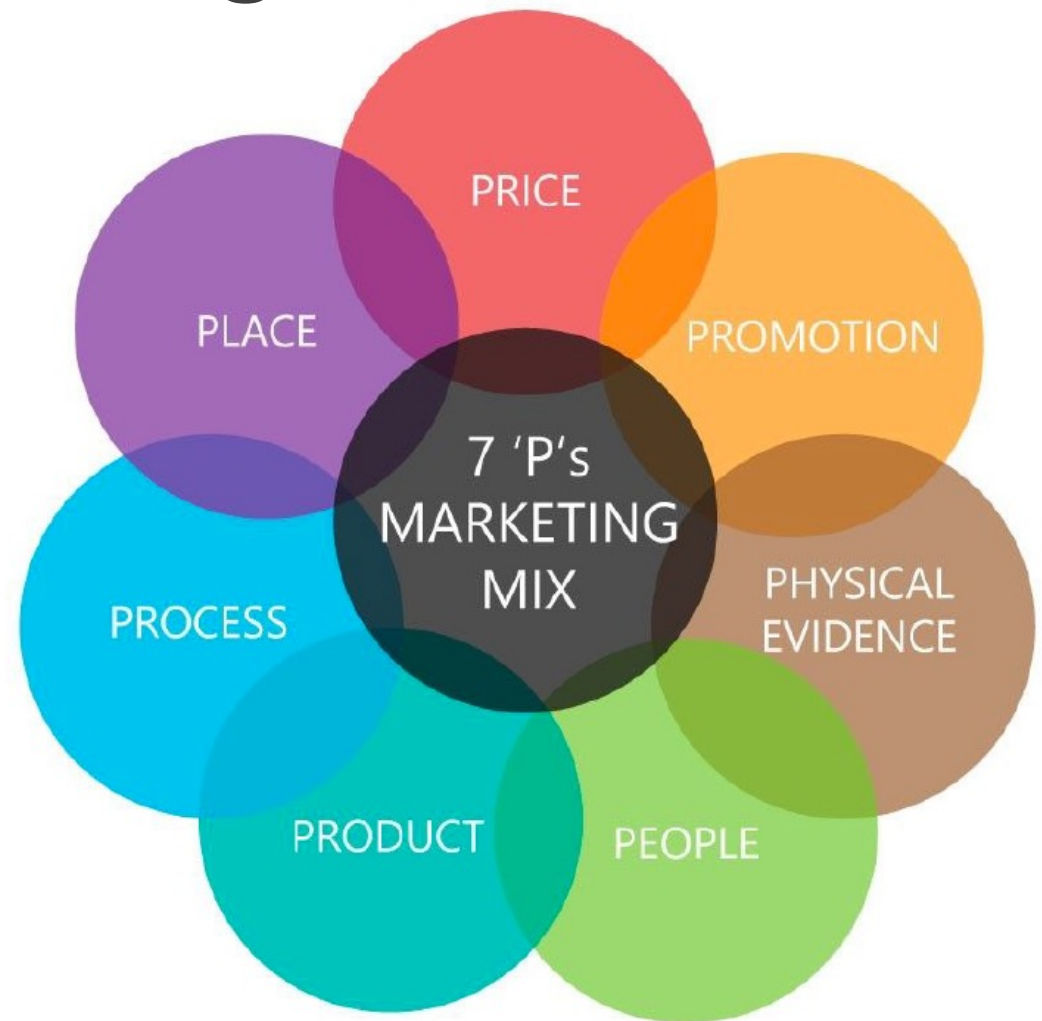 PRICE
PROMOTION
PLACE
7 ‘P‘s
MARKETING
MIX
PHYSICAL
EVIDENCE
PROCESS
PRODUCT
PEOPLE